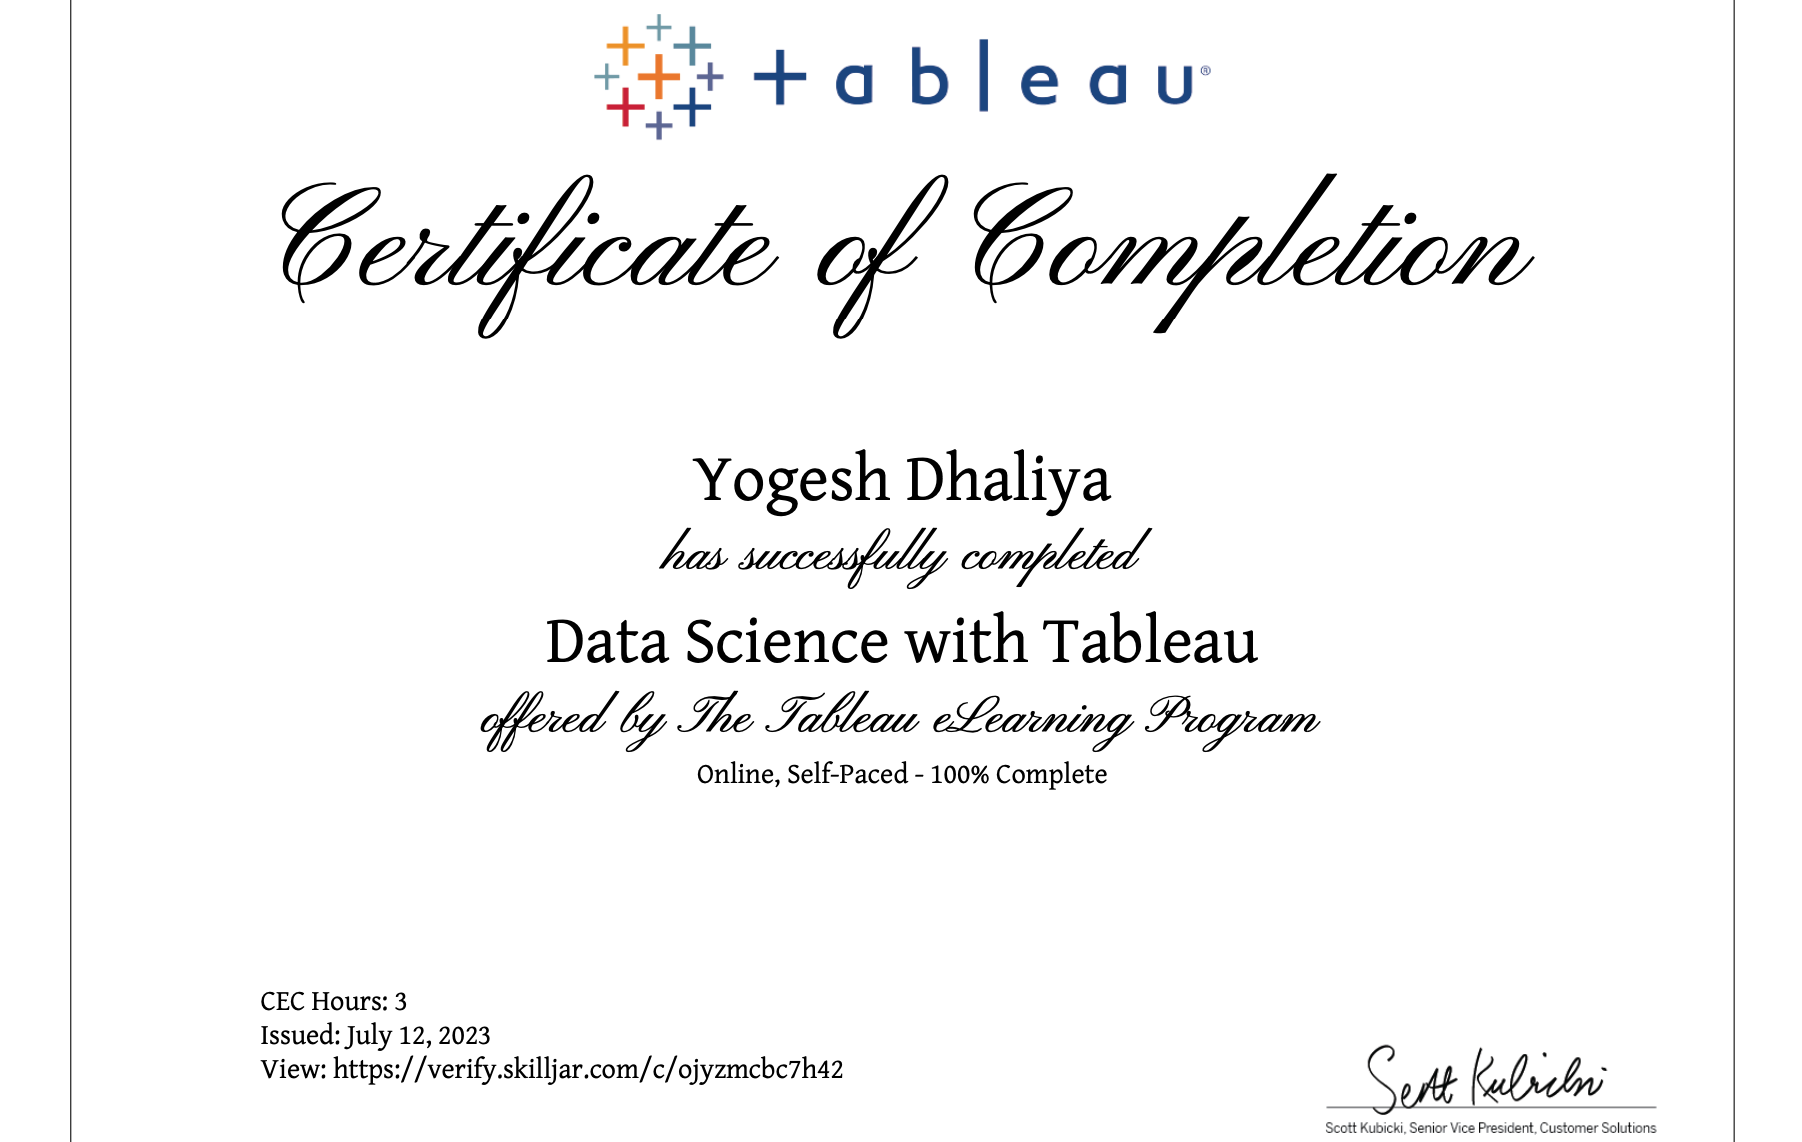 tableau®
Certificate of Completion
Yogesh Dhaliya
has successfully completed
Data Science with Tableau
offered by The Tableau eLearning Program
Online, Self-Paced - 100% Complete
CEC Hours: 3
Issued: July 12, 2023
View: https://verify.skilljar.com/c/ojyzmcbc7h42
Scott Kubicki
Scott Kubicki, Senior Vice President, Customer Solutions